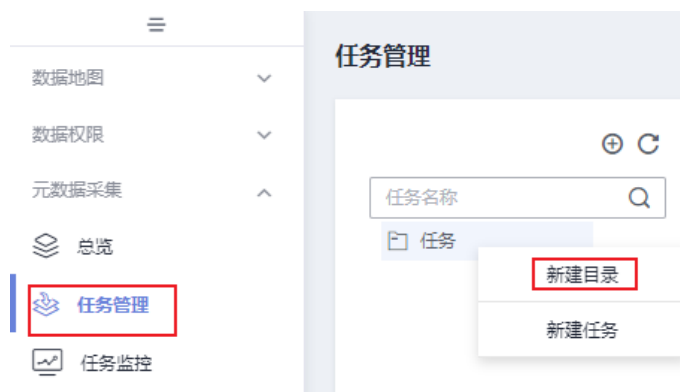 数据地图
数据权限
元数据采集
总览
任务管理
任务监控
任务管理
任务名称
任务
新建目录
新建任务